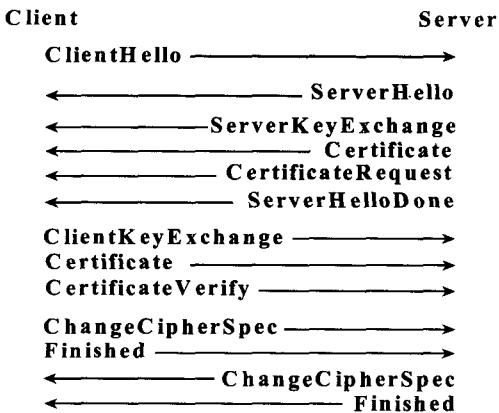 Client Server
ClientHello
ServerHello
ServerKeyExchange
Certificate
CertificateRequest
ServerHelloDone
ClientKeyExchange
Certificate
CertificateVerify
ChangeCipherSpec
Finished
ChangeCipherSpec
Finished